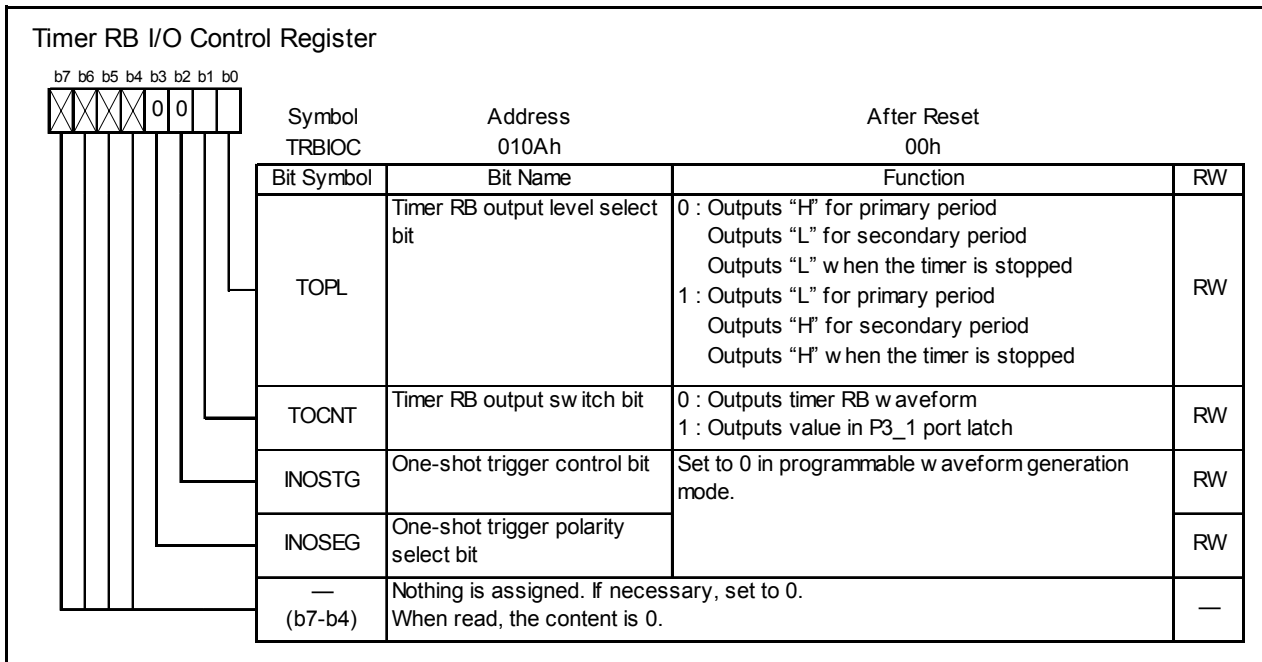 Timer RB I/O Control Register
b7 b6 b5 b4 b3 b2 b1 b0
0 0
Symbol Address After Reset
TRBIOC 010Ah 00h
Bit Symbol Bit Name Function RW
TOPL
Timer RB output level select
bit
0 : Outputs “H” for primary period
Outputs “L” for secondary period
Outputs “L” when the timer is stopped
1 : Outputs “L” for primary period
Outputs “H” for secondary period
Outputs “H” when the timer is stopped
RW
TOCNT
Timer RB output switch bit
0 : Outputs timer RB waveform
1 : Outputs value in P3_1 port latch
RW
INOSTG
One-shot trigger control bit
Set to 0 in programmable waveform generation
mode.
RW
INOSEG
One-shot trigger polarity
select bit
RW
—
(b7-b4)
Nothing is assigned. If necessary, set to 0.
When read, the content is 0.
—